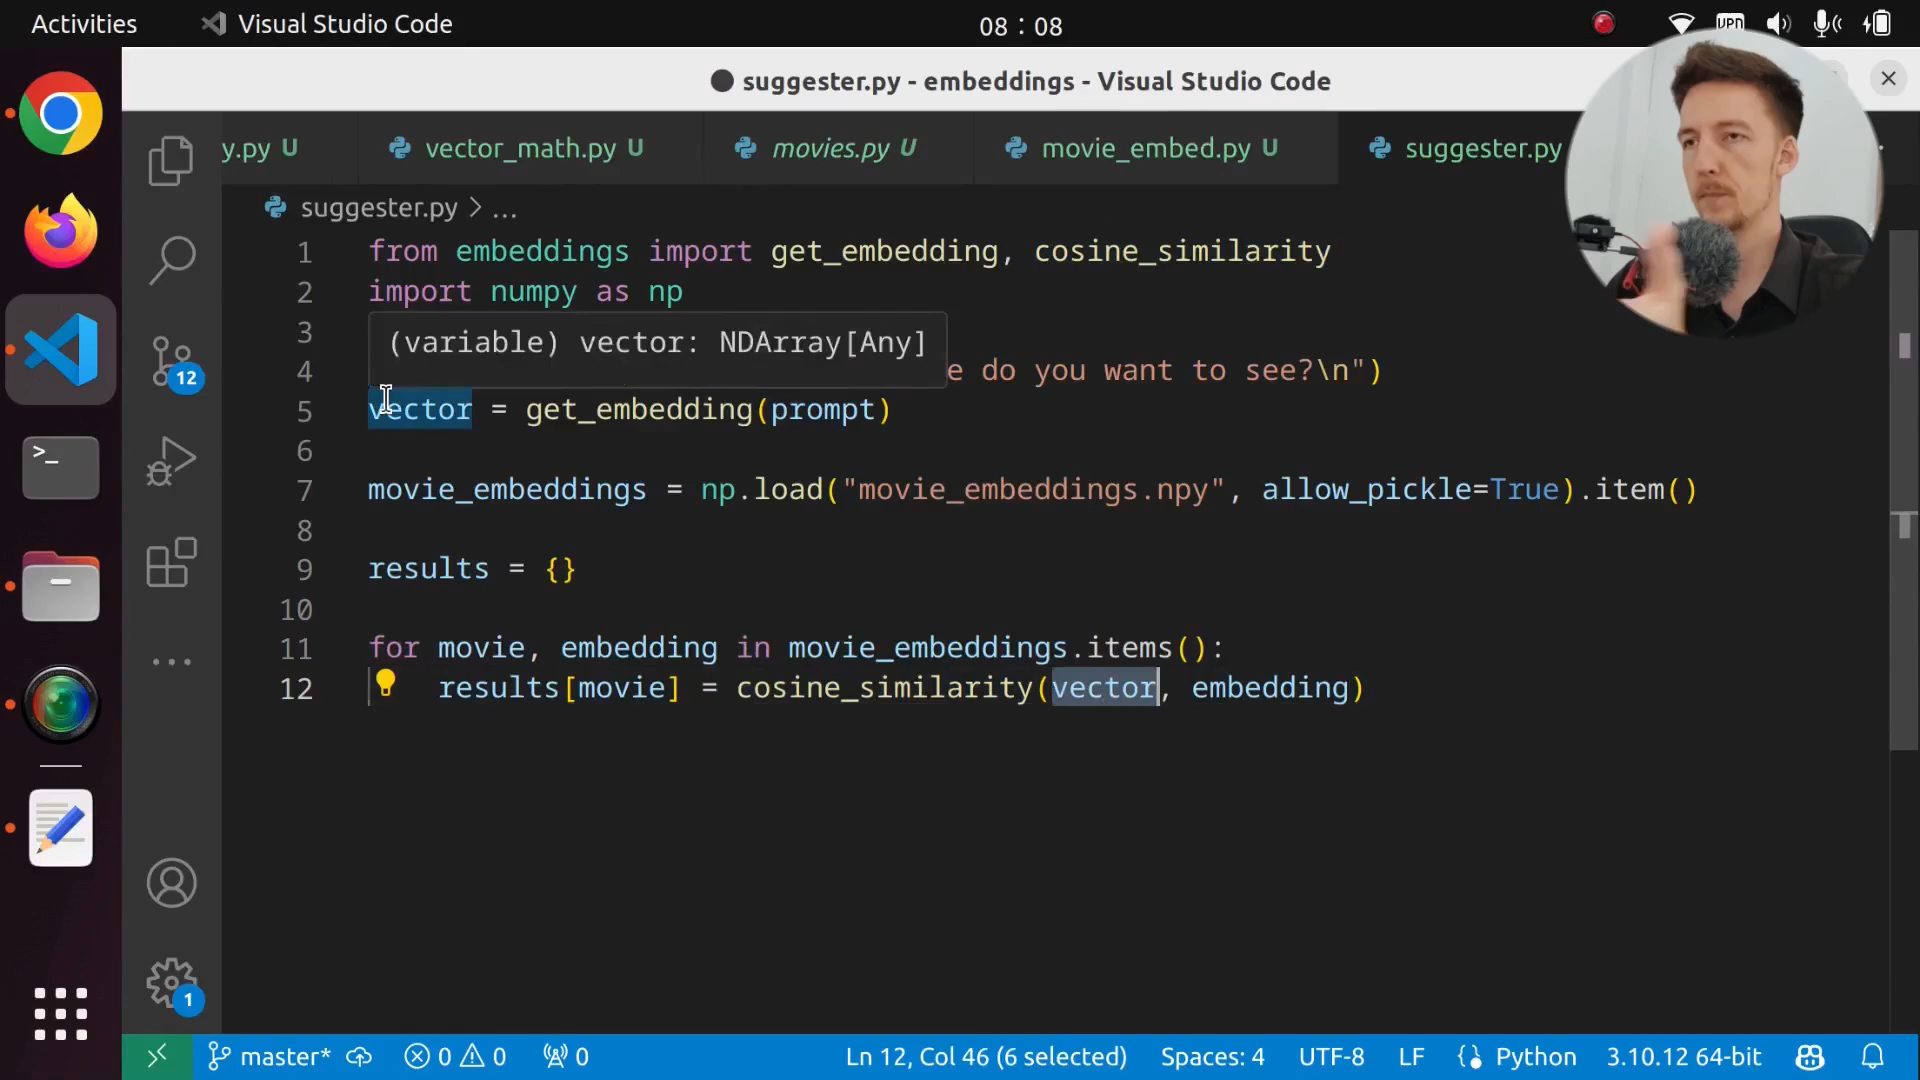 Activities
Visual Studio Code
08 : 08
VPN
suggester.py - embeddings - Visual Studio Code
y.py U
vector_math.py U
movies.py U
movie_embed.py U
suggester.py
suggester.py > ...
1 from embeddings import get_embedding, cosine_similarity
2 import numpy as np
3
(variable) vector: NDArray[Any]
4 e do you want to see?\n")
5 vector = get_embedding(prompt)
6
7 movie_embeddings = np.load("movie_embeddings.npy", allow_pickle=True).item()
8
9 results = {}
10
11 for movie, embedding in movie_embeddings.items():
12 results[movie] = cosine_similarity(vector, embedding)
12
1
master* 0 0 0
Ln 12, Col 46 (6 selected) Spaces: 4 UTF-8 LF Python 3.10.12 64-bit